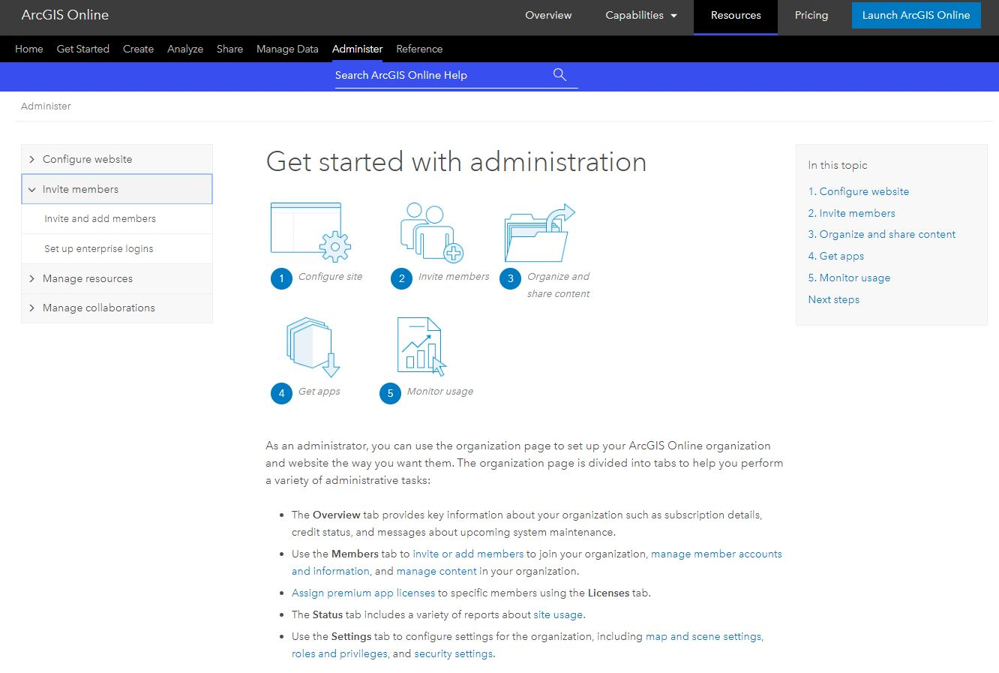 ArcGIS Online
Overview
Capabilities
Resources
Pricing
Launch ArcGIS Online
Home
Get Started
Create
Analyze
Share
Manage Data
Administer
Reference
Search ArcGIS Online Help
Administer
Configure website
Invite members
Invite and add members
Set up enterprise logins
Manage resources
Manage collaborations
Get started with administration
1 Configure site
2 Invite members
3 Organize and
share content
4 Get apps
5 Monitor usage
As an administrator, you can use the organization page to set up your ArcGIS Online organization
and website the way you want them. The organization page is divided into tabs to help you perform
a variety of administrative tasks:
• The Overview tab provides key information about your organization such as subscription details,
credit status, and messages about upcoming system maintenance.
• Use the Members tab to invite or add members to join your organization, manage member accounts
and information, and manage content in your organization.
• Assign premium app licenses to specific members using the Licenses tab.
• The Status tab includes a variety of reports about site usage.
• Use the Settings tab to configure settings for the organization, including map and scene settings,
roles and privileges, and security settings.
In this topic
1. Configure website
2. Invite members
3. Organize and share content
4. Get apps
5. Monitor usage
Next steps